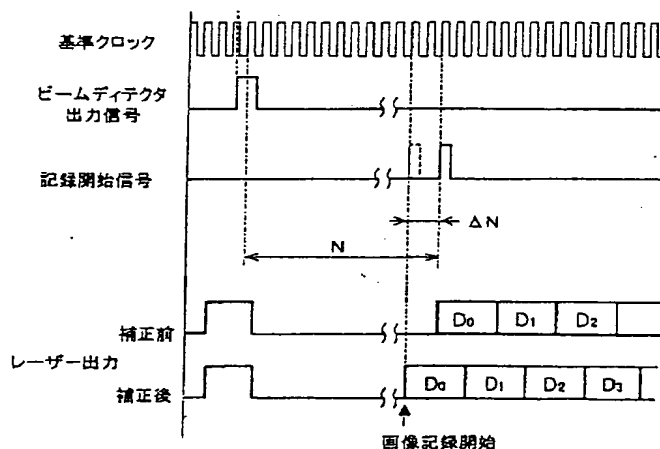 基準クロック
ビームディテクタ
出力信号
記録開始信号
ΔN
N
補正前
D0 D1 D2
レーザー出力
補正後
D0 D1 D2 D3
画像記録開始